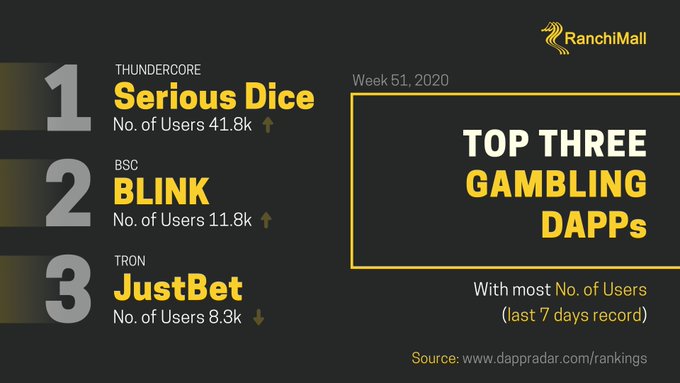 RanchiMall
1
THUNDERCORE
Serious Dice
No. of Users 41.8k
2
BSC
BLINK
No. of Users 11.8k
3
TRON
JustBet
No. of Users 8.3k
Week 51, 2020
TOP THREE
GAMBLING
DAPPs
With most No. of Users
(last 7 days record)
Source: www.dappradar.com/rankings